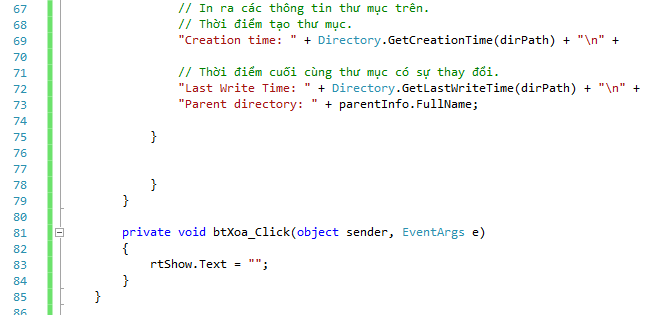 67 // In ra các thông tin thư mục trên.
68 // Thời điểm tạo thư mục.
69 "Creation time: " + Directory.GetCreationTime(dirPath) + "\n" +
70
71 // Thời điểm cuối cùng thư mục có sự thay đổi.
72 "Last Write Time: " + Directory.GetLastWriteTime(dirPath) + "\n" +
73 "Parent directory: " + parentInfo.FullName;
74
75 }
76
77
78 }
79 }
80
81 private void btXoa_Click(object sender, EventArgs e)
82 {
83 rtShow.Text = "";
84 }
85 }
86